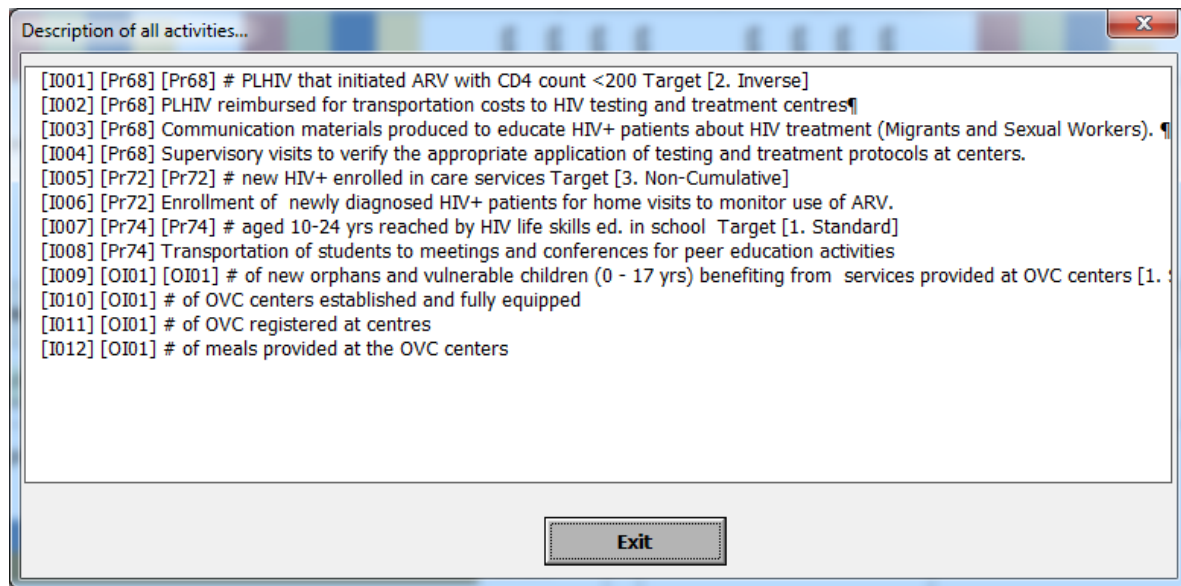 Description of all activities...
[I001] [Pr68] [Pr68] # PLHIV that initiated ARV with CD4 count <200 Target [2. Inverse]
[I002] [Pr68] PLHIV reimbursed for transportation costs to HIV testing and treatment centres¶
[I003] [Pr68] Communication materials produced to educate HIV+ patients about HIV treatment (Migrants and Sexual Workers). ¶
[I004] [Pr68] Supervisory visits to verify the appropriate application of testing and treatment protocols at centers.
[I005] [Pr72] [Pr72] # new HIV+ enrolled in care services Target [3. Non-Cumulative]
[I006] [Pr72] Enrollment of  newly diagnosed HIV+ patients for home visits to monitor use of ARV.
[I007] [Pr74] [Pr74] # aged 10-24 yrs reached by HIV life skills ed. in school  Target [1. Standard]
[I008] [Pr74] Transportation of students to meetings and conferences for peer education activities
[I009] [OI01] [OI01] # of new orphans and vulnerable children (0 - 17 yrs) benefiting from  services provided at OVC centers [1.
[I010] [OI01] # of OVC centers established and fully equipped
[I011] [OI01] # of OVC registered at centres
[I012] [OI01] # of meals provided at the OVC centers
Exit